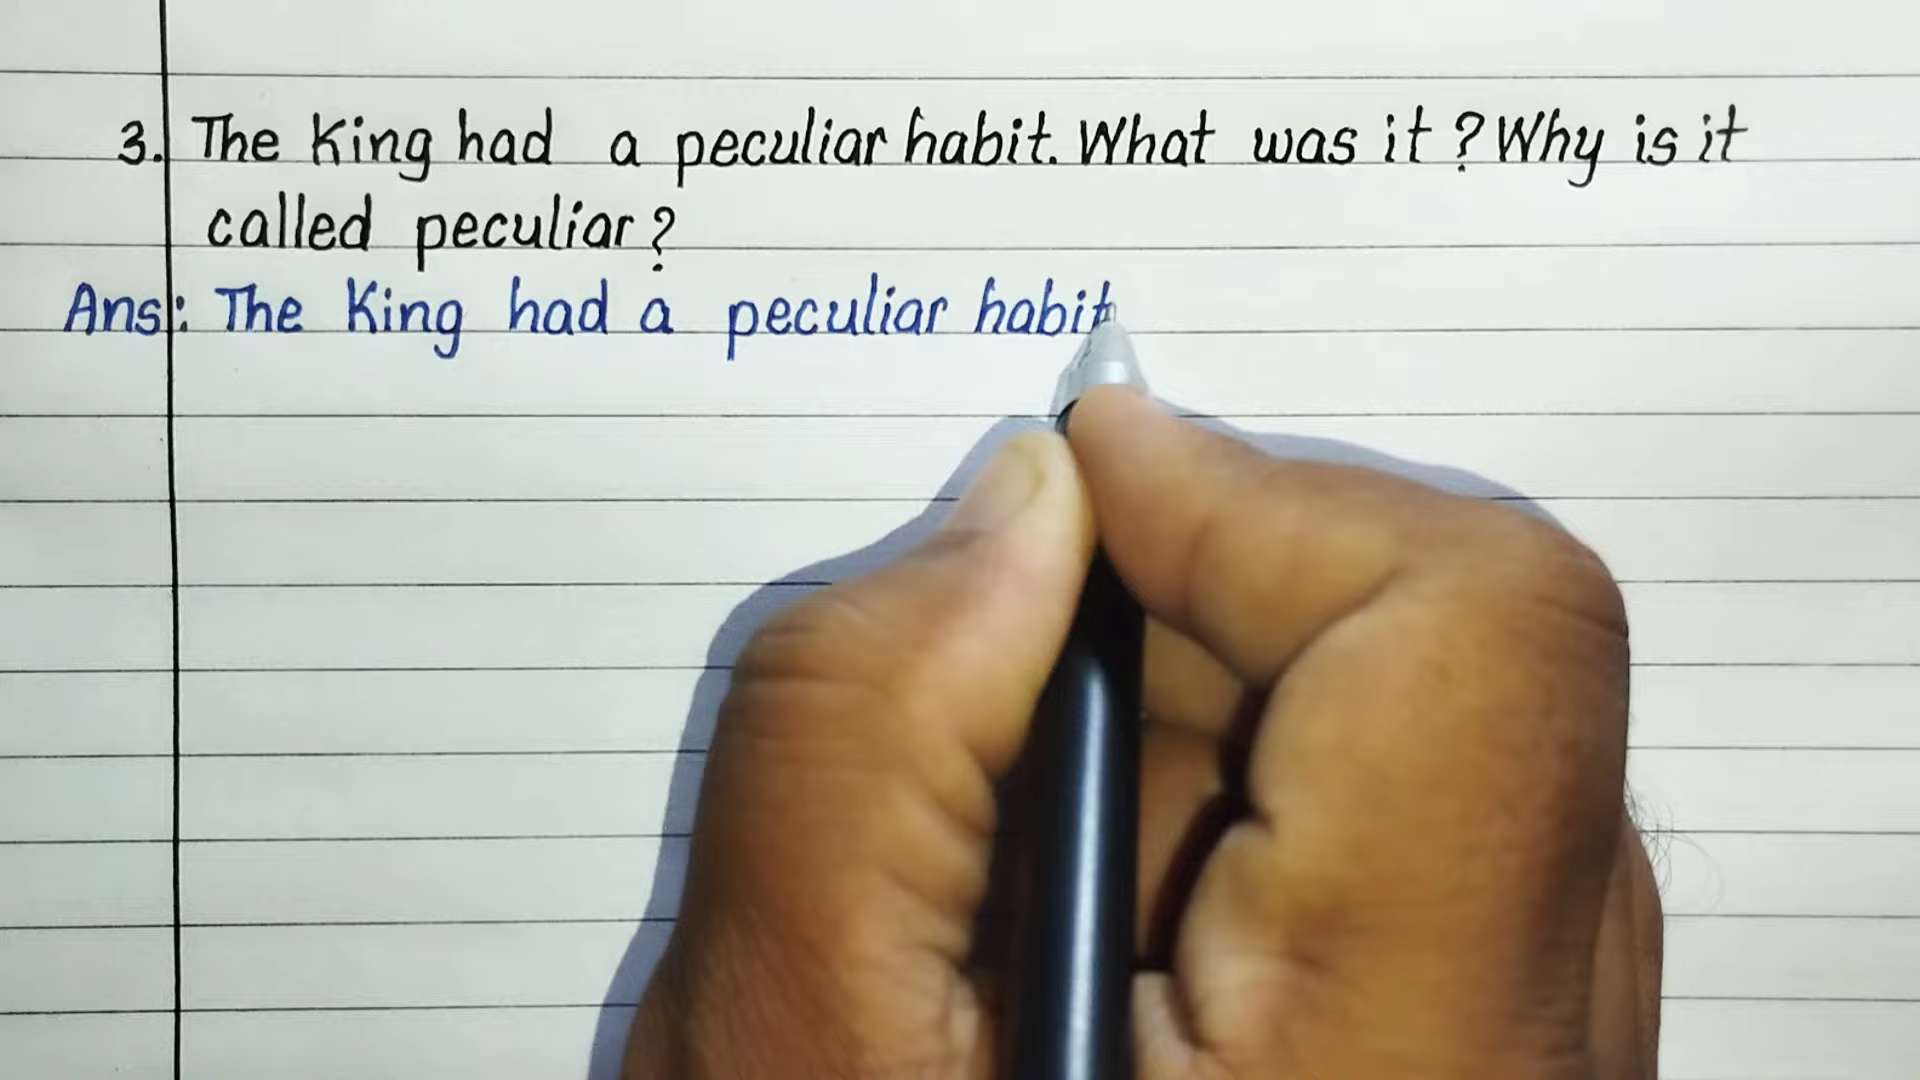 3. The King had a peculiar habit. What was it? Why is it
called peculiar?
Ans: The King had a peculiar habit